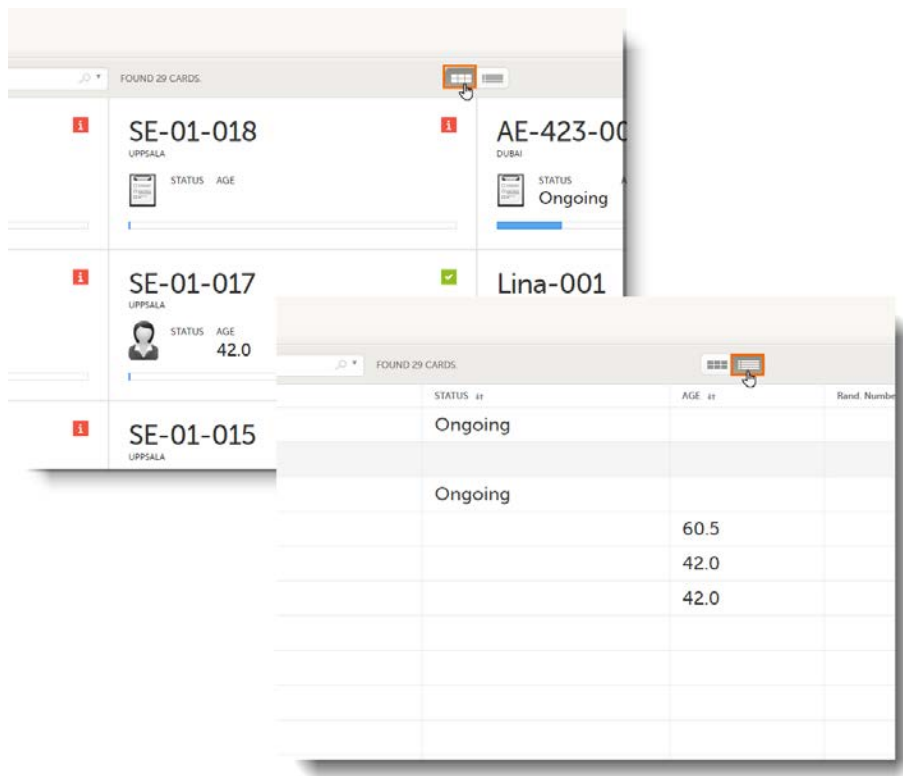 FOUND 29 CARDS.
SE-01-018
UPPSALA
STATUS AGE
AE-423-00
DUBAI
STATUS A
Ongoing
SE-01-017
UPPSALA
STATUS AGE
42.0
Lina-001
SE-01-015
UPPSALA
FOUND 29 CARDS.
STATUS AGE Rand. Numbe
Ongoing
Ongoing
60.5
42.0
42.0